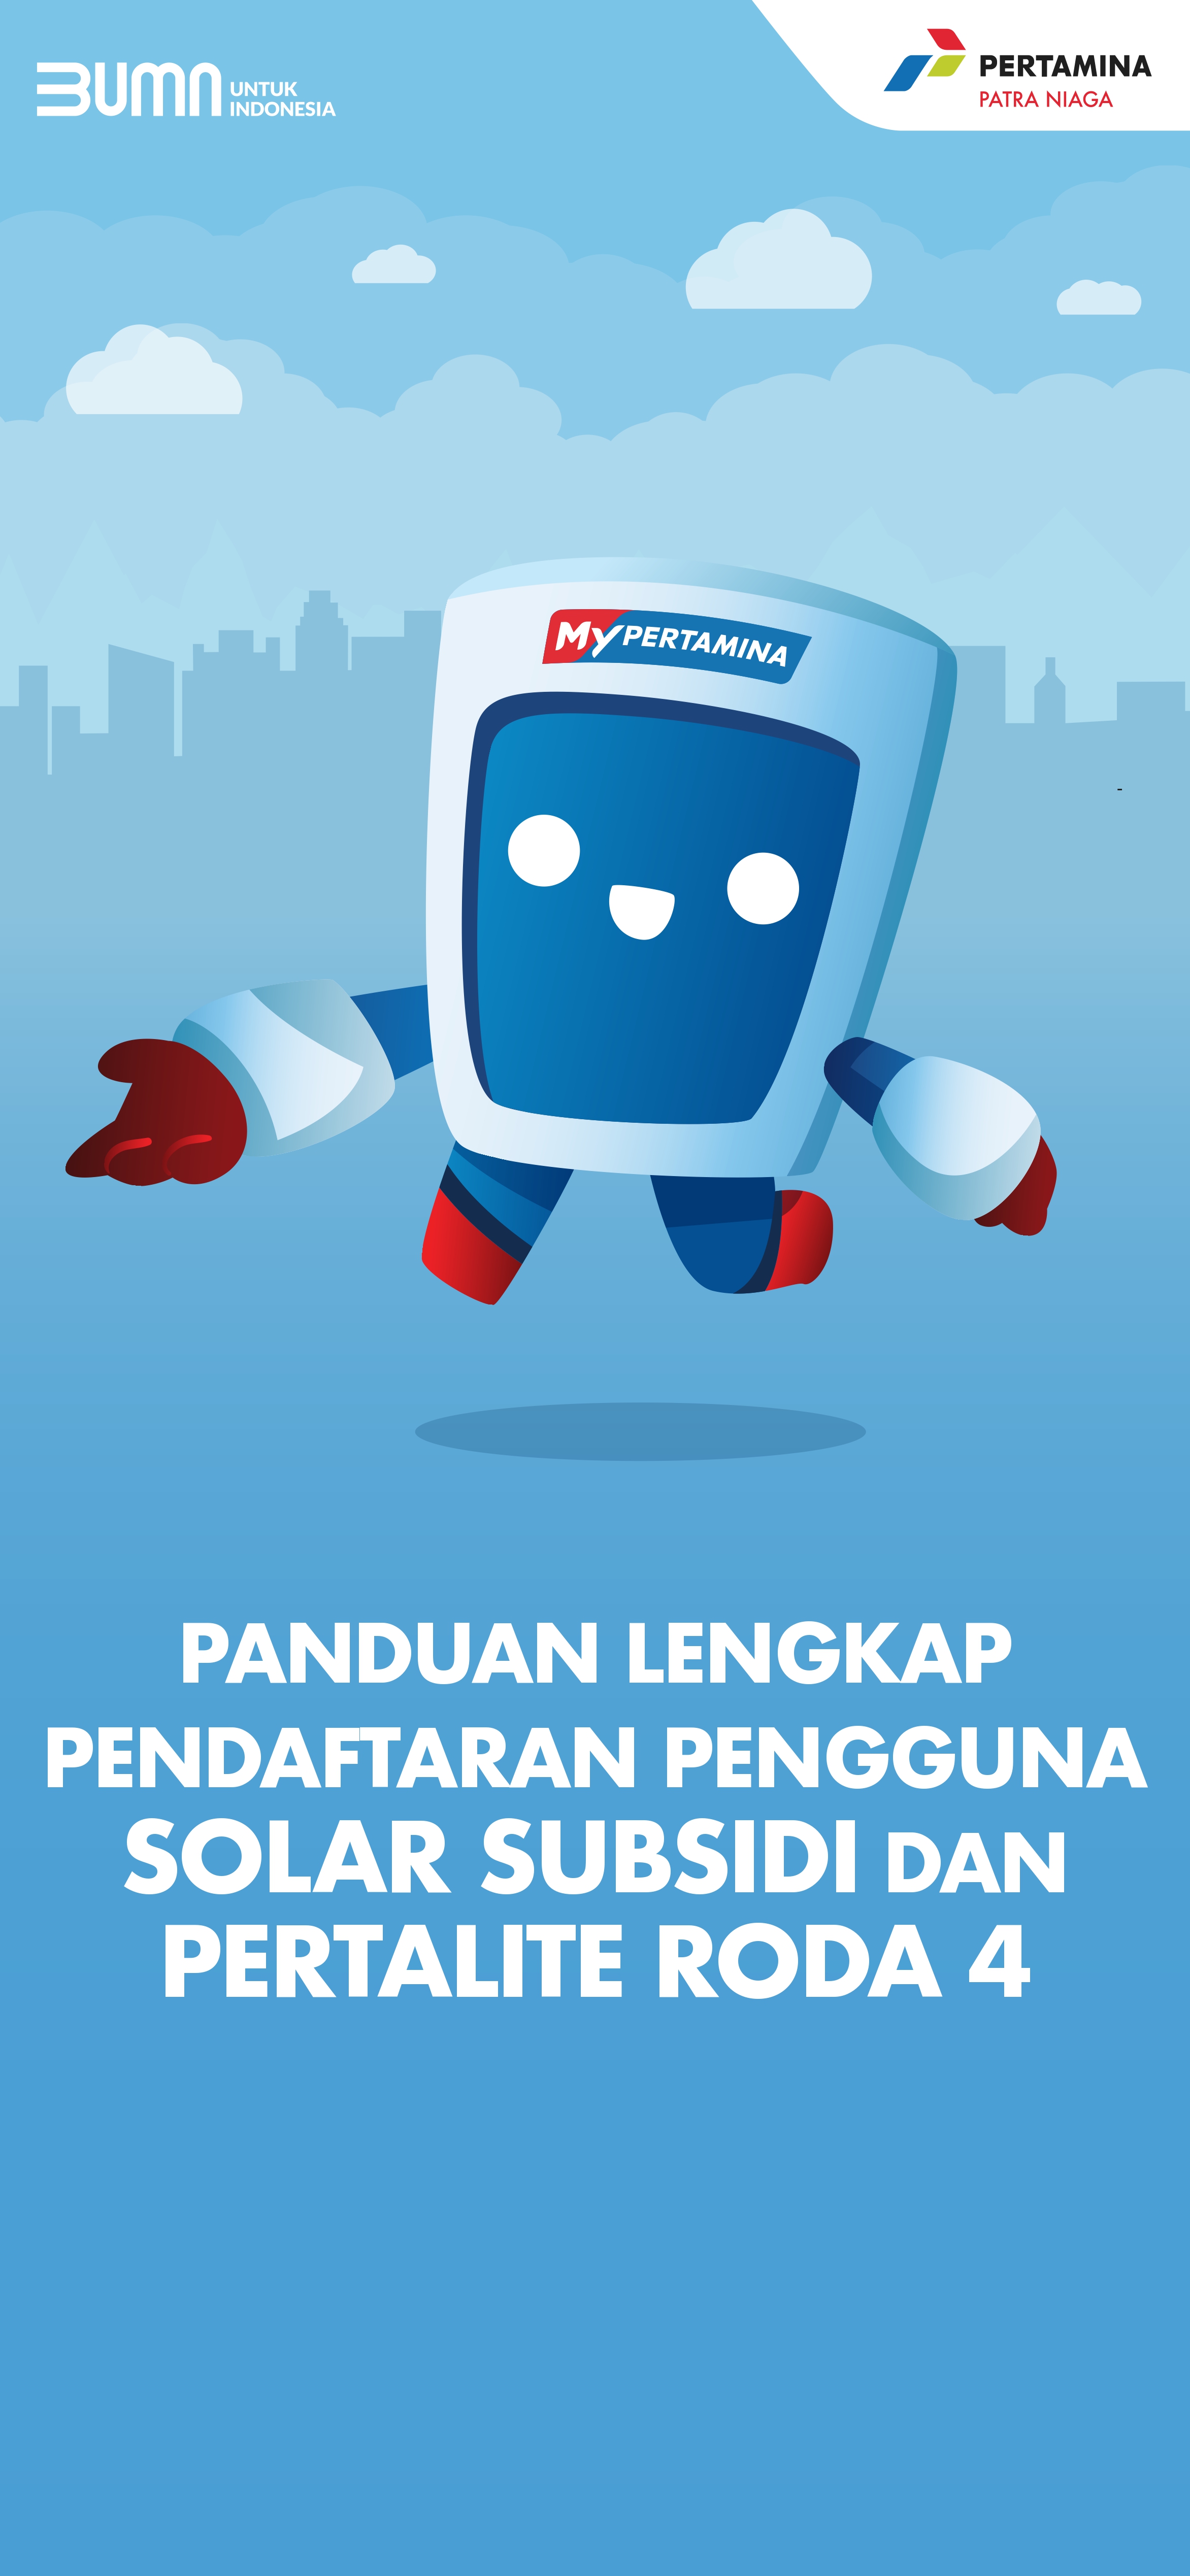 BUMN UNTUK
INDONESIA
PERTAMINA
PATRA NIAGA
MyPERTAMINA
-
PANDUAN LENGKAP
PENDAFTARAN PENGGUNA
SOLAR SUBSIDI DAN
PERTALITE RODA 4